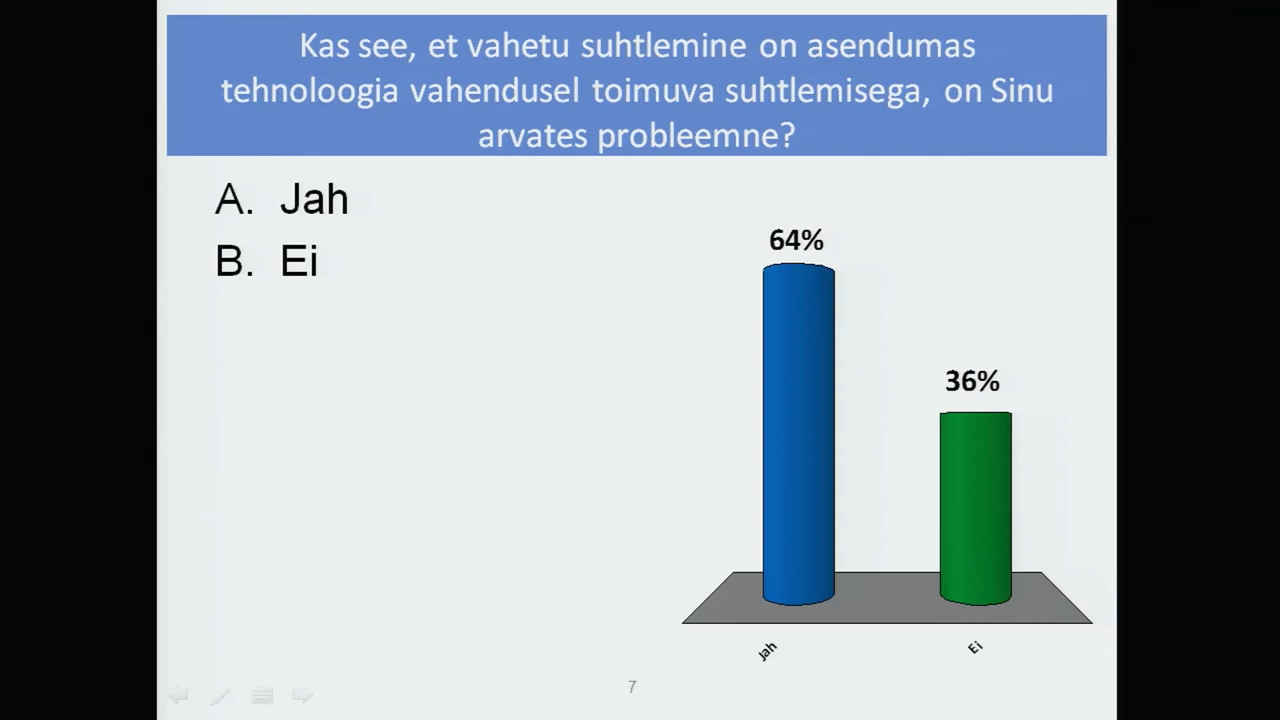 Kas see, et vahetu suhtlemine on asendumas
tehnoloogia vahendusel toimuva suhtlemisega, on Sinu
arvates probleemne?
A. Jah
B. Ei
64%
36%
Jah
Ei
7